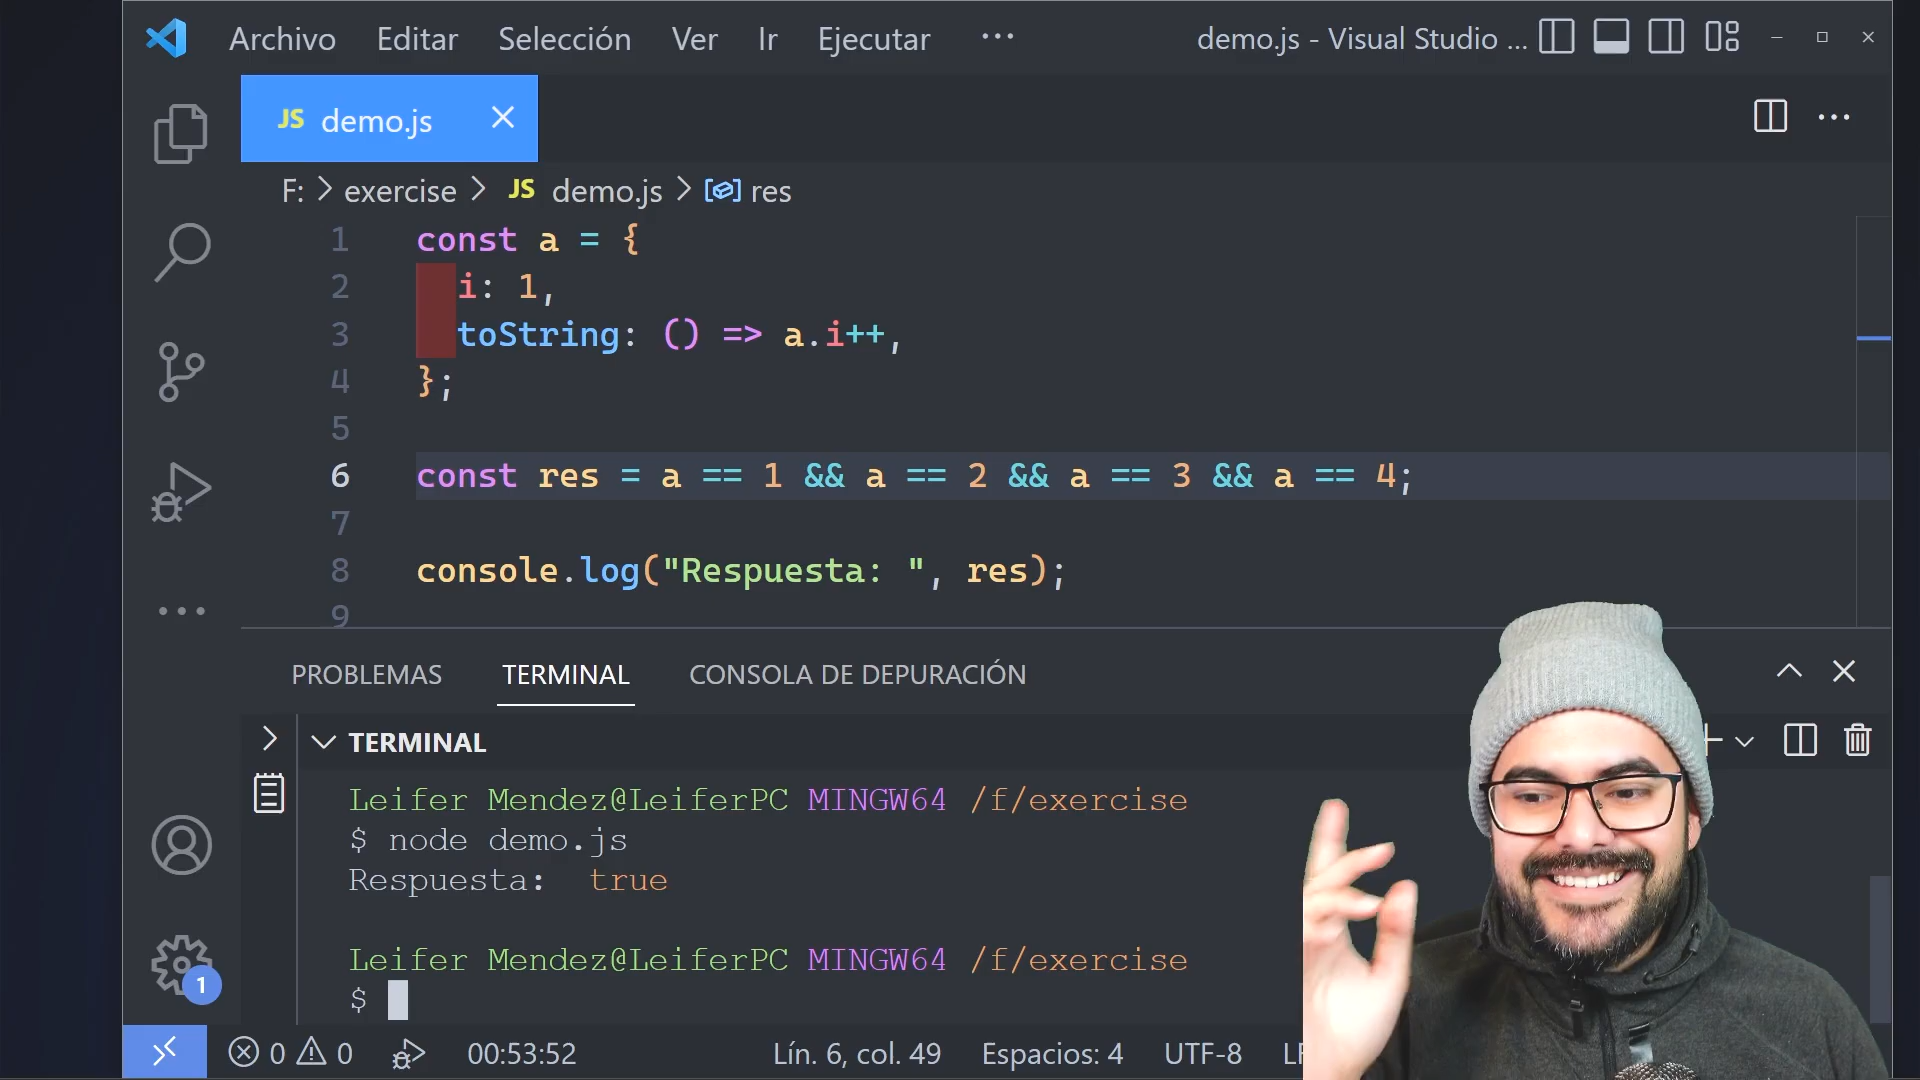 Archivo Editar Selección Ver Ir Ejecutar ··· demo.js - Visual Studio ...
JS demo.js
F: > exercise > JS demo.js > res
1 const a = {
2 i: 1,
3 toString: () => a.i++,
4 };
5
6 const res = a == 1 && a == 2 && a == 3 && a == 4;
7
8 console.log("Respuesta: ", res);
9
PROBLEMAS TERMINAL CONSOLA DE DEPURACIÓN
TERMINAL
Leifer Mendez@LeiferPC MINGW64 /f/exercise
$ node demo.js
Respuesta: true
Leifer Mendez@LeiferPC MINGW64 /f/exercise
$
1
0 0 00:53:52 Lín. 6, col. 49 Espacios: 4 UTF-8